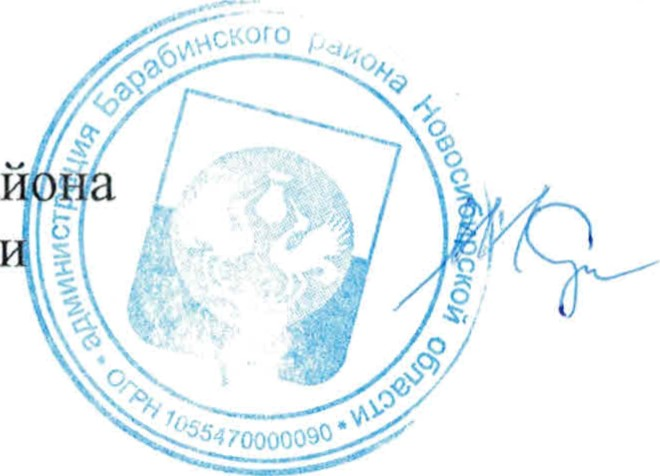 йона
и
администрация Барабинского района Новосибирской области
* ОГРН 1055470000090 *